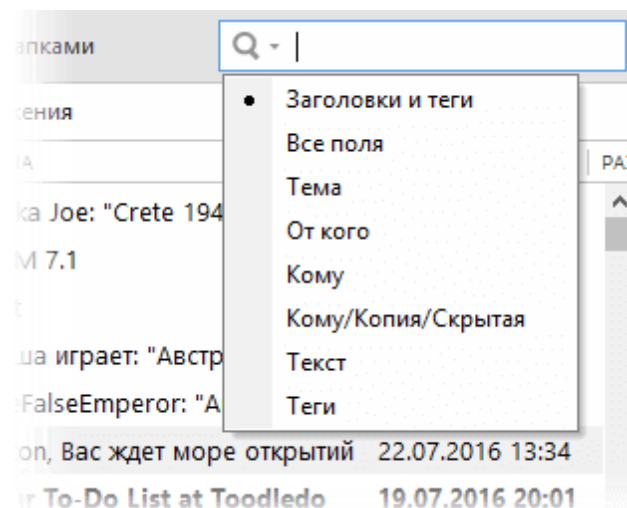 апками
Заголовки и теги
Все поля
Тема
От кого
Кому
Кому/Копия/Скрытая
Текст
Теги
ения
РАЗ
ka Joe: "Crete 194
M 7.1
ша играет: "Австр
FalseEmperor: "A
on, Вас ждет море открытий 22.07.2016 13:34
r To-Do List at Toodledo 19.07.2016 20:01